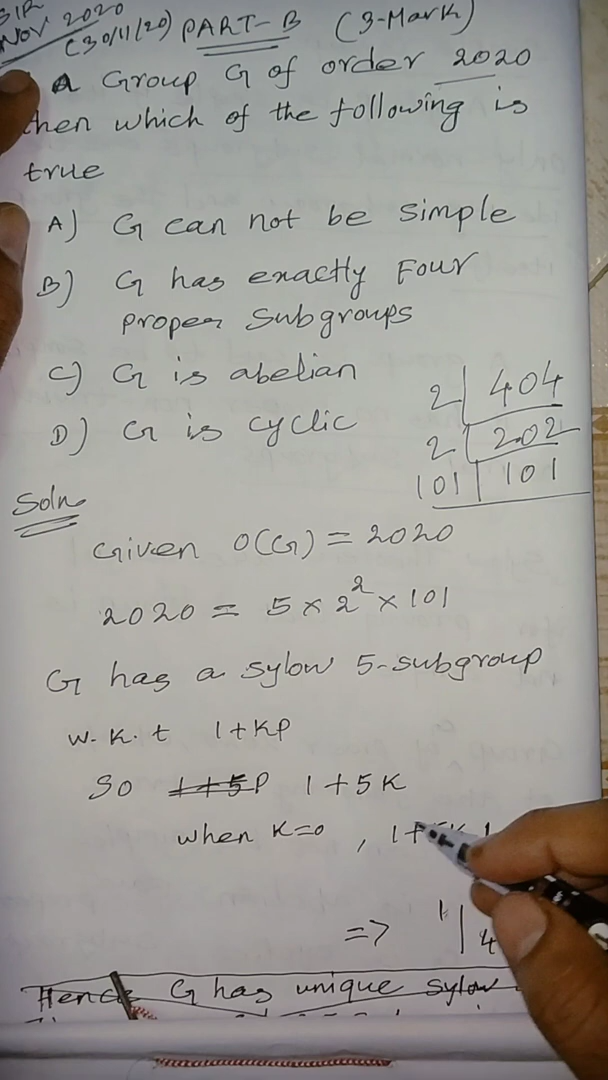 NOV 2020
(30/11/20) PART-B (3-Mark)
A Group G of order 2020
then which of the following is
true
A) G can not be simple
B) G has exactly Four
proper subgroups
C) G is abelian
D) G is cyclic
2 404
2 202
101 101
Soln
Given O(G) = 2020
2020 = 5 × 2² × 101
G has a sylow 5-subgroup
w.k.t 1+KP
So 1+5P 1+5K
when K=0 , 1+
=> 1 | 4
Hence G has unique sylow